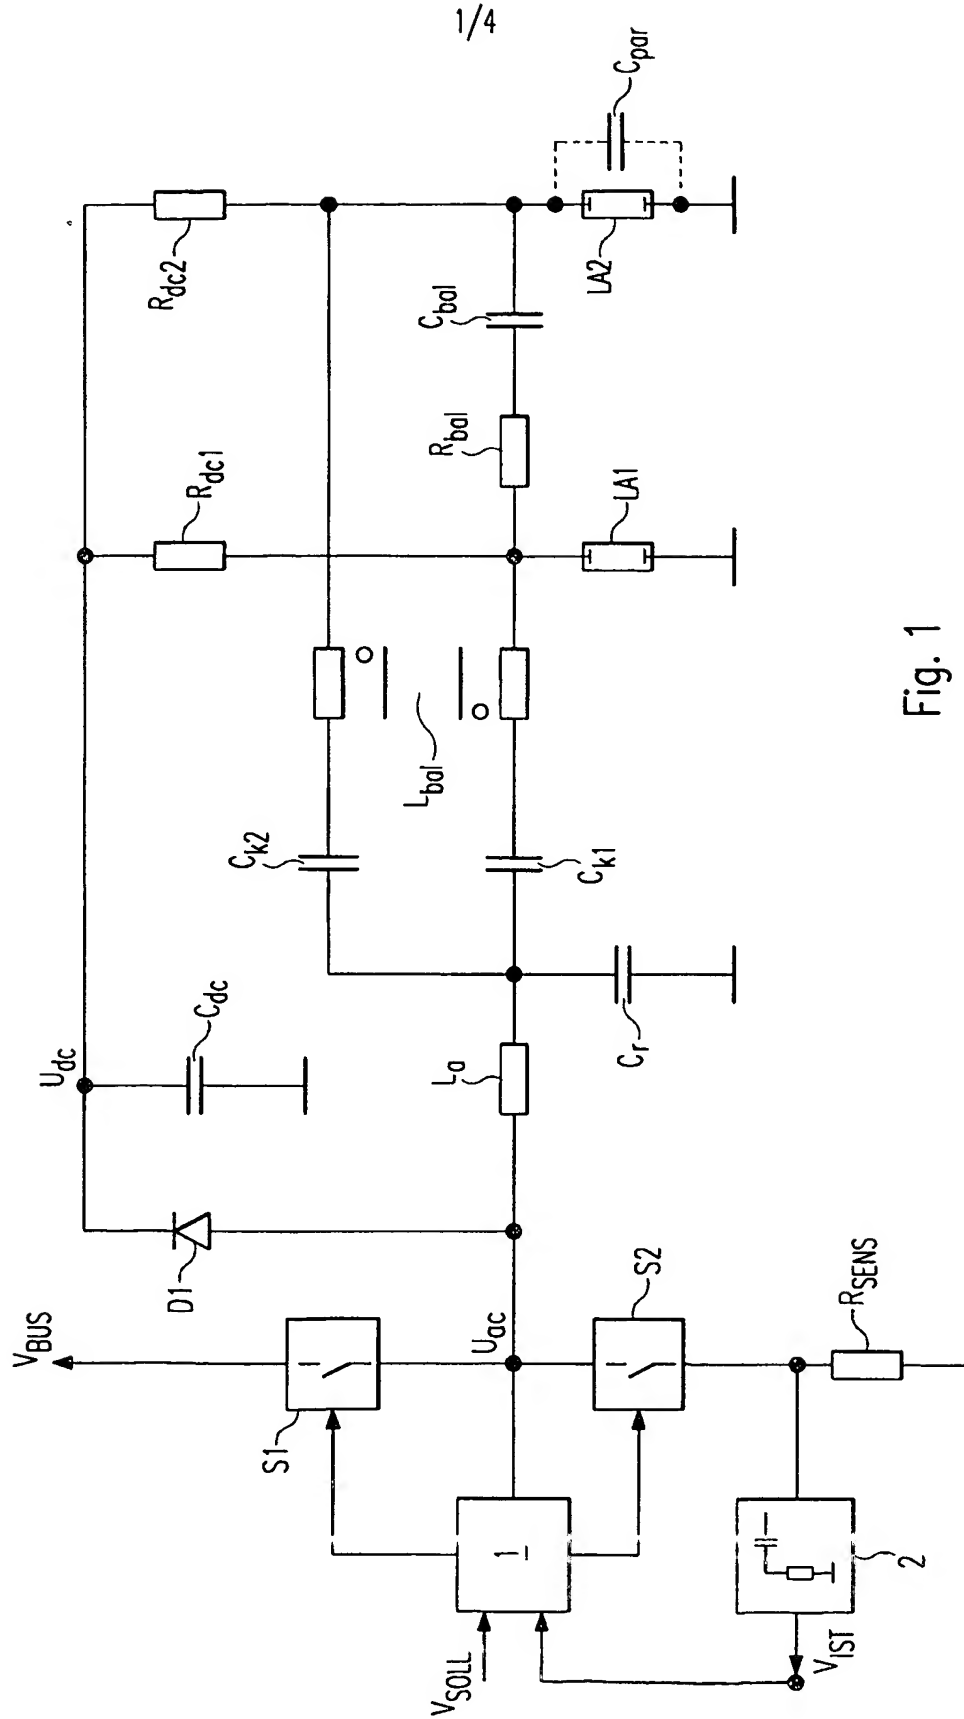 1/4
V_BUS
U_dc
C_dc
R_dc1
R_dc2
D1
S1
U_ac
S2
1
V_SOLL
V_IST
2
R_SENS
L_a
C_r
C_k2
C_k1
L_bal
R_bal
C_bal
LA1
LA2
C_par
Fig. 1